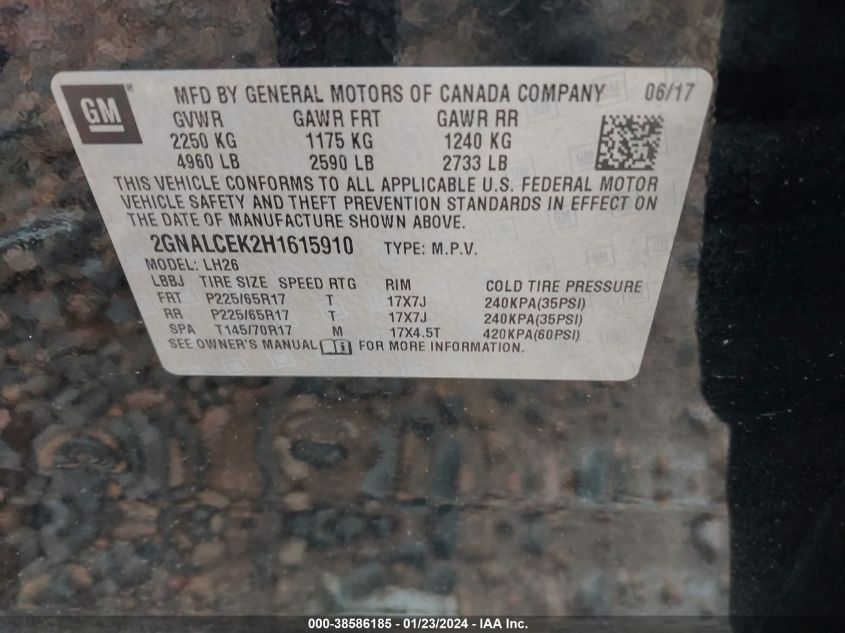 GM ®
MFD BY GENERAL MOTORS OF CANADA COMPANY 06/17
GVWR GAWR FRT GAWR RR
2250 KG 1175 KG 1240 KG
4960 LB 2590 LB 2733 LB
THIS VEHICLE CONFORMS TO ALL APPLICABLE U.S. FEDERAL MOTOR
VEHICLE SAFETY AND THEFT PREVENTION STANDARDS IN EFFECT ON
THE DATE OF MANUFACTURE SHOWN ABOVE.
2GNALCEK2H1615910 TYPE: M.P.V.
MODEL: LH26
LBBJ TIRE SIZE SPEED RTG RIM COLD TIRE PRESSURE
FRT P225/65R17 T 17X7J 240KPA(35PSI)
RR P225/65R17 T 17X7J 240KPA(35PSI)
SPA T145/70R17 M 17X4.5T 420KPA(60PSI)
SEE OWNER'S MANUAL FOR MORE INFORMATION.
000-38586185 - 01/23/2024 - IAA Inc.